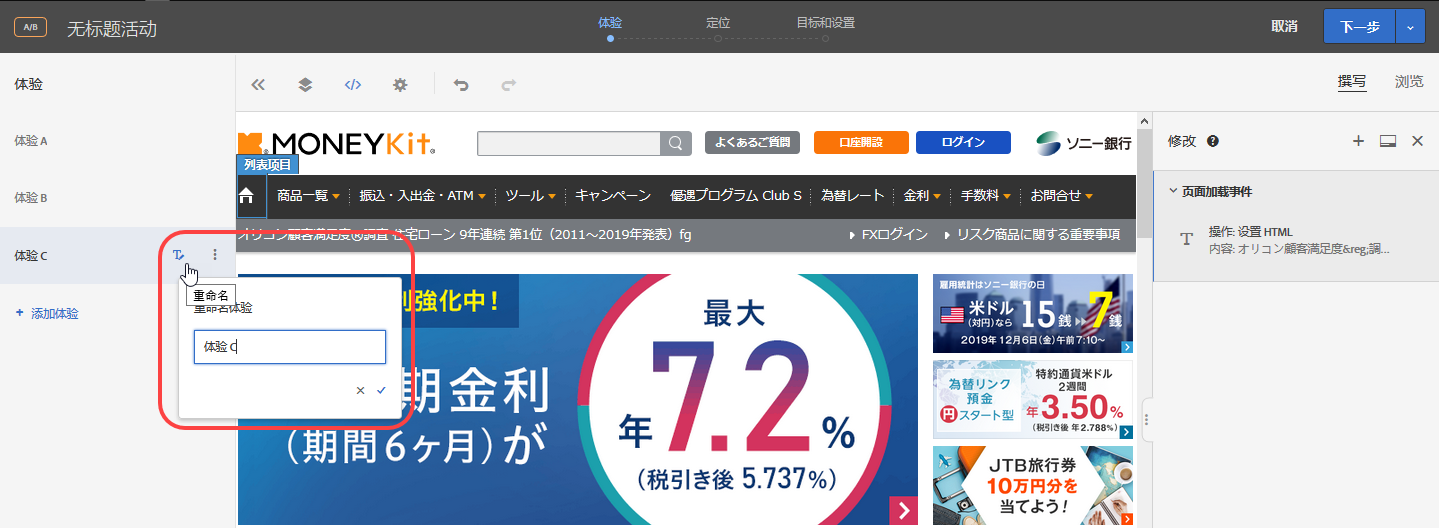 A/B
无标题活动
体验
定位
目标和设置
取消
下一步
体验
撰写
浏览
体验 A
体验 B
体验 C
重命名
重命名体验
体验 C
+ 添加体验
MONEYKit
よくあるご質問
口座開設
ログイン
ソニー銀行
列表项目
商品一覧
振込・入出金・ATM
ツール
キャンペーン
優遇プログラム Club S
為替レート
金利
手数料
お問合せ
オリコン顧客満足度®調査 住宅ローン 9年連続 第1位（2011～2019年発表）fg
FXログイン
リスク商品に関する重要事項
利強化中！
期金利
（期間6ヶ月）が
最大
年7.2%
（税引き後 5.737%）
雇用統計はソニー銀行の日
米ドル
（対円）なら
15銭
7銭
2019年12月6日（金）午前7:10～
為替リンク
預金
円スタート型
特約通貨米ドル
2週間
年3.50%
（税引き後 年2.788%）
JTB旅行券
10万円分を
当てよう！
修改
页面加载事件
操作: 设置 HTML
内容: オリコン顧客満足度&reg;調...